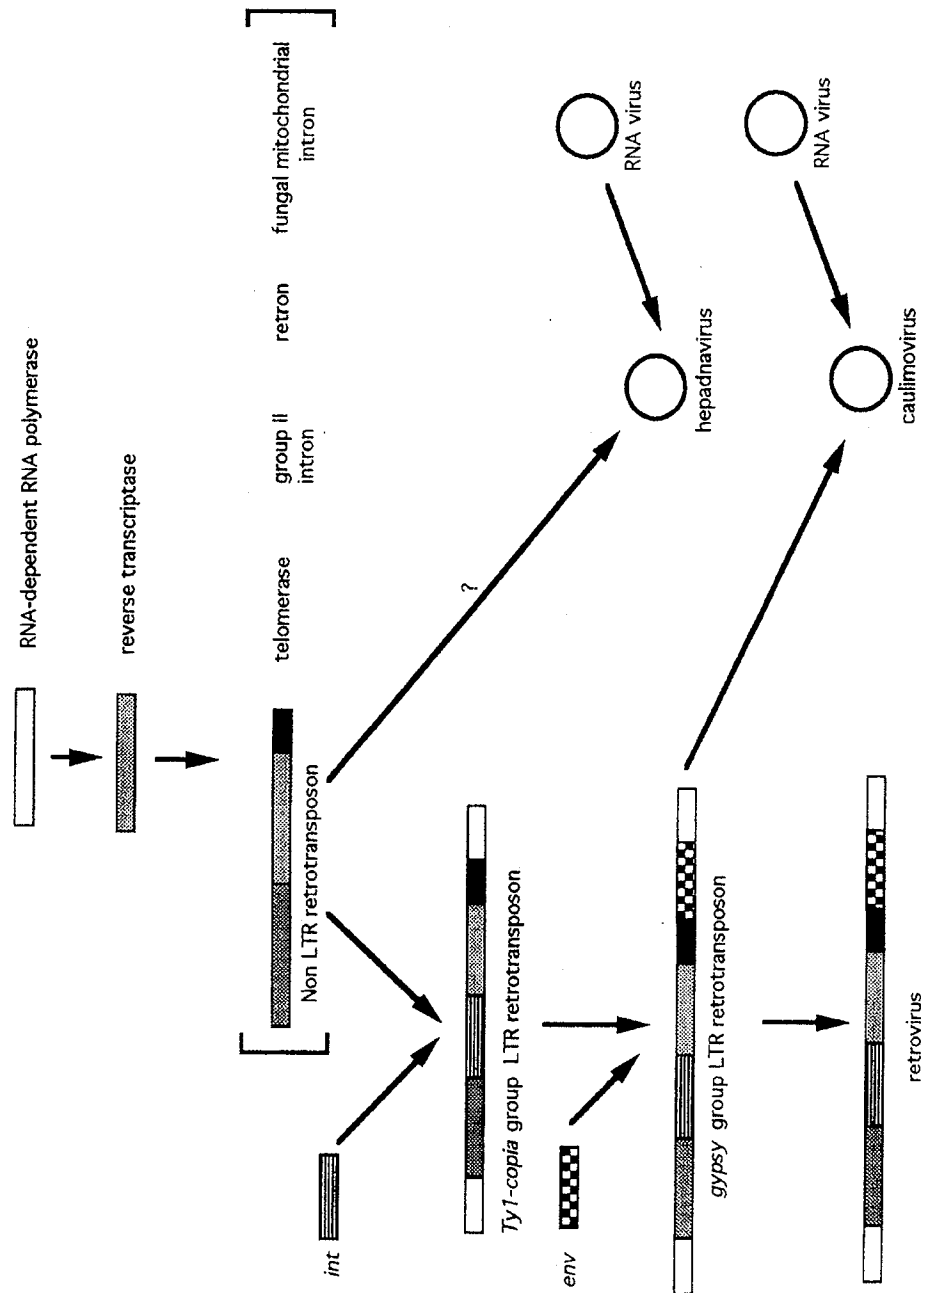 RNA-dependent RNA polymerase
reverse transcriptase
Non LTR retrotransposon
telomerase
group II
intron
retron
fungal mitochondrial
intron
int
?
Ty1-copia group LTR retrotransposon
env
hepadnavirus
RNA virus
gypsy group LTR retrotransposon
caulimovirus
RNA virus
retrovirus